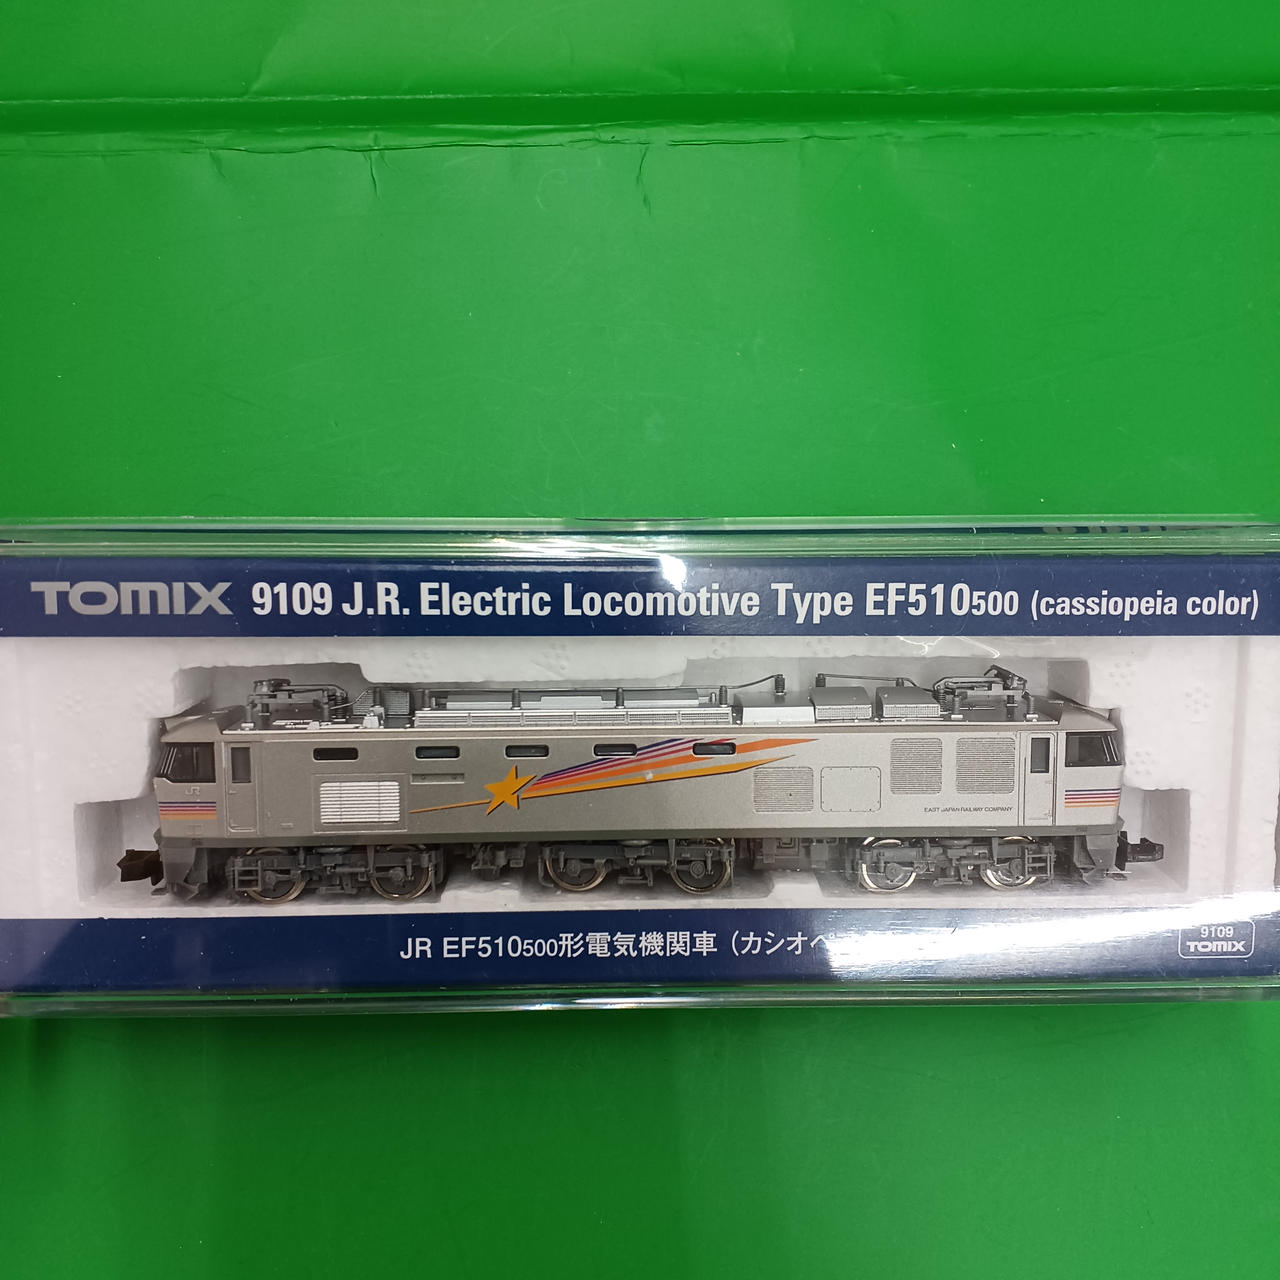 TOMIX 9109 J.R. Electric Locomotive Type EF510500 (cassiopeia color)
JR
EAST JAPAN RAILWAY COMPANY
JR EF510500形電気機関車（カシオペ
9109
TOMIX